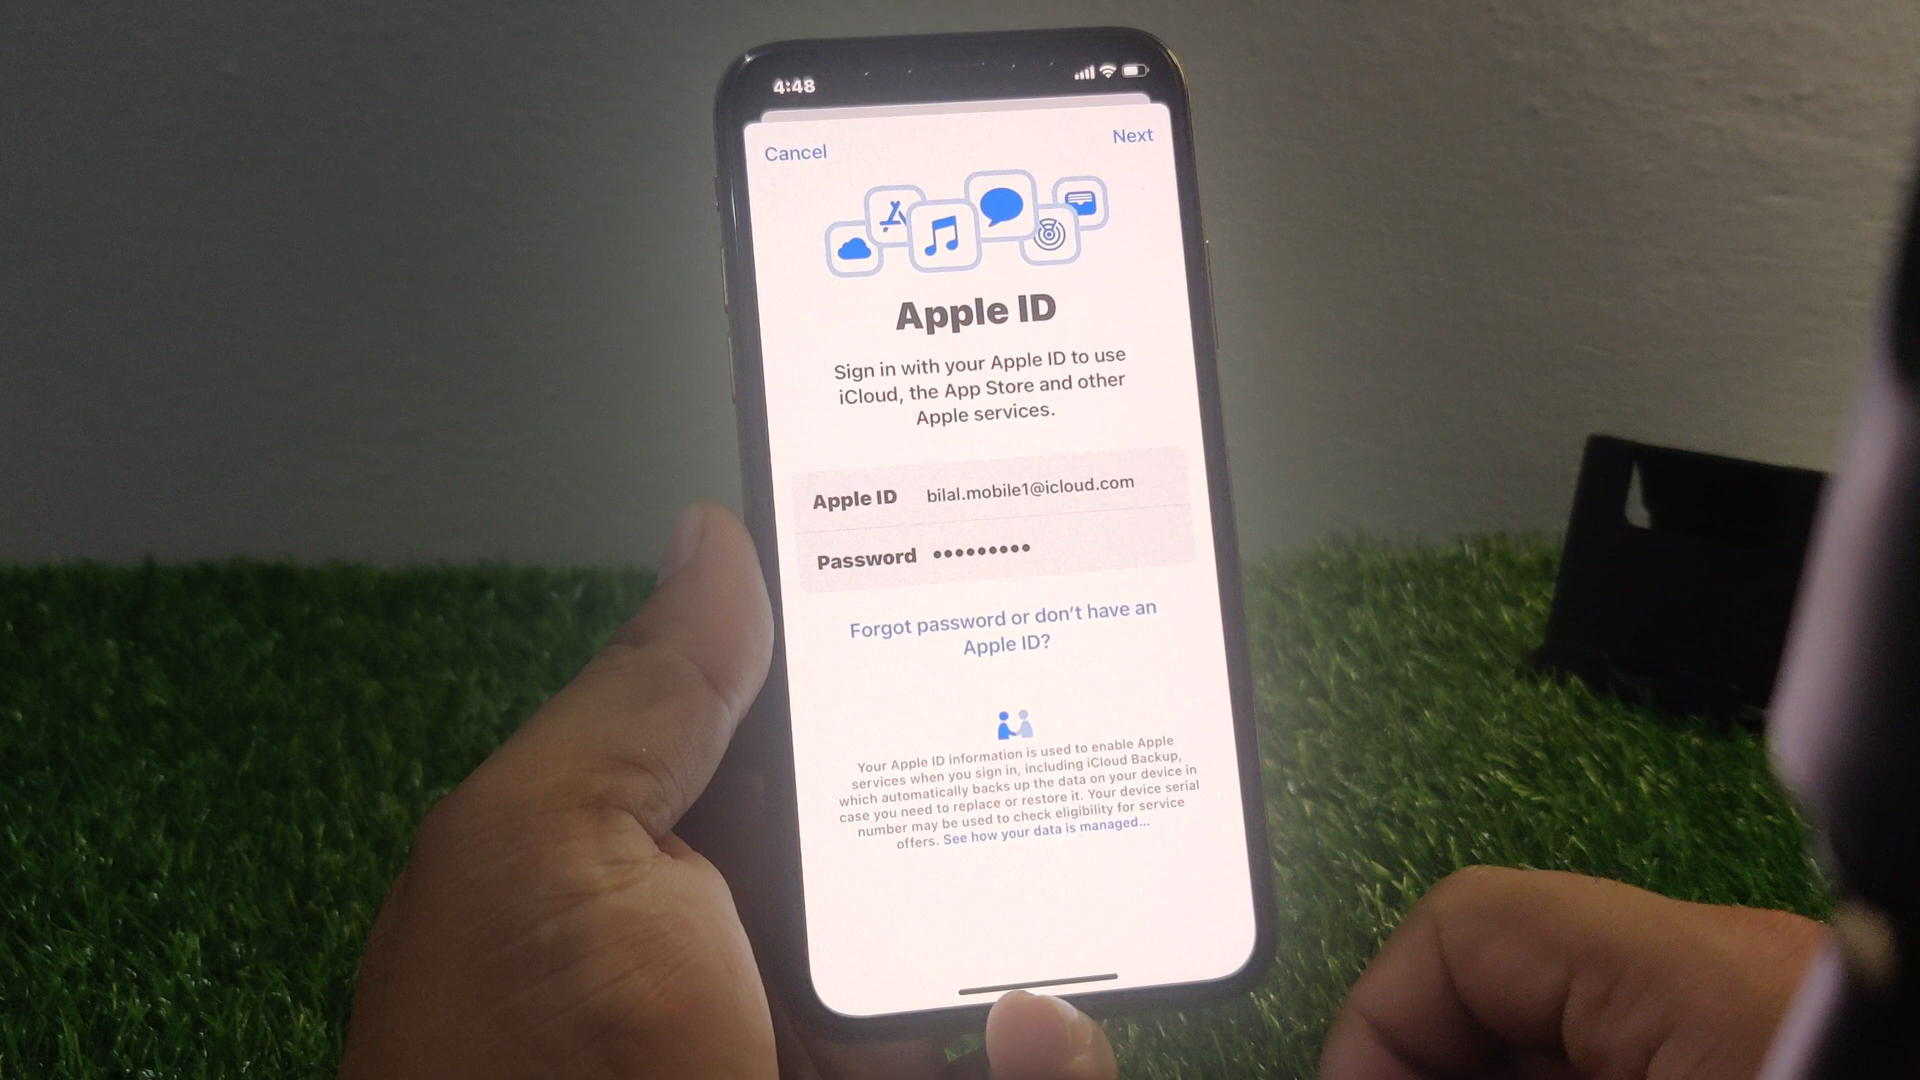 4:48
Cancel
Next
Apple ID
Sign in with your Apple ID to use
iCloud, the App Store and other
Apple services.
Apple ID bilal.mobile1@icloud.com
Password •••••••••
Forgot password or don't have an
Apple ID?
Your Apple ID information is used to enable Apple
services when you sign in, including iCloud Backup,
which automatically backs up the data on your device in
case you need to replace or restore it. Your device serial
number may be used to check eligibility for service
offers. See how your data is managed...